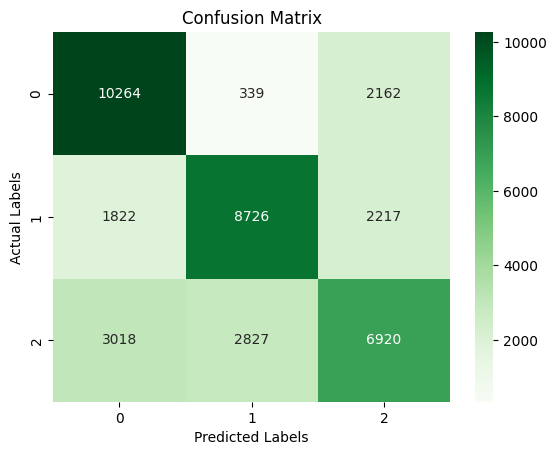 Confusion Matrix
10264 339 2162
1822 8726 2217
3018 2827 6920
0
1
2
Actual Labels
0 1 2
Predicted Labels
10000
8000
6000
4000
2000